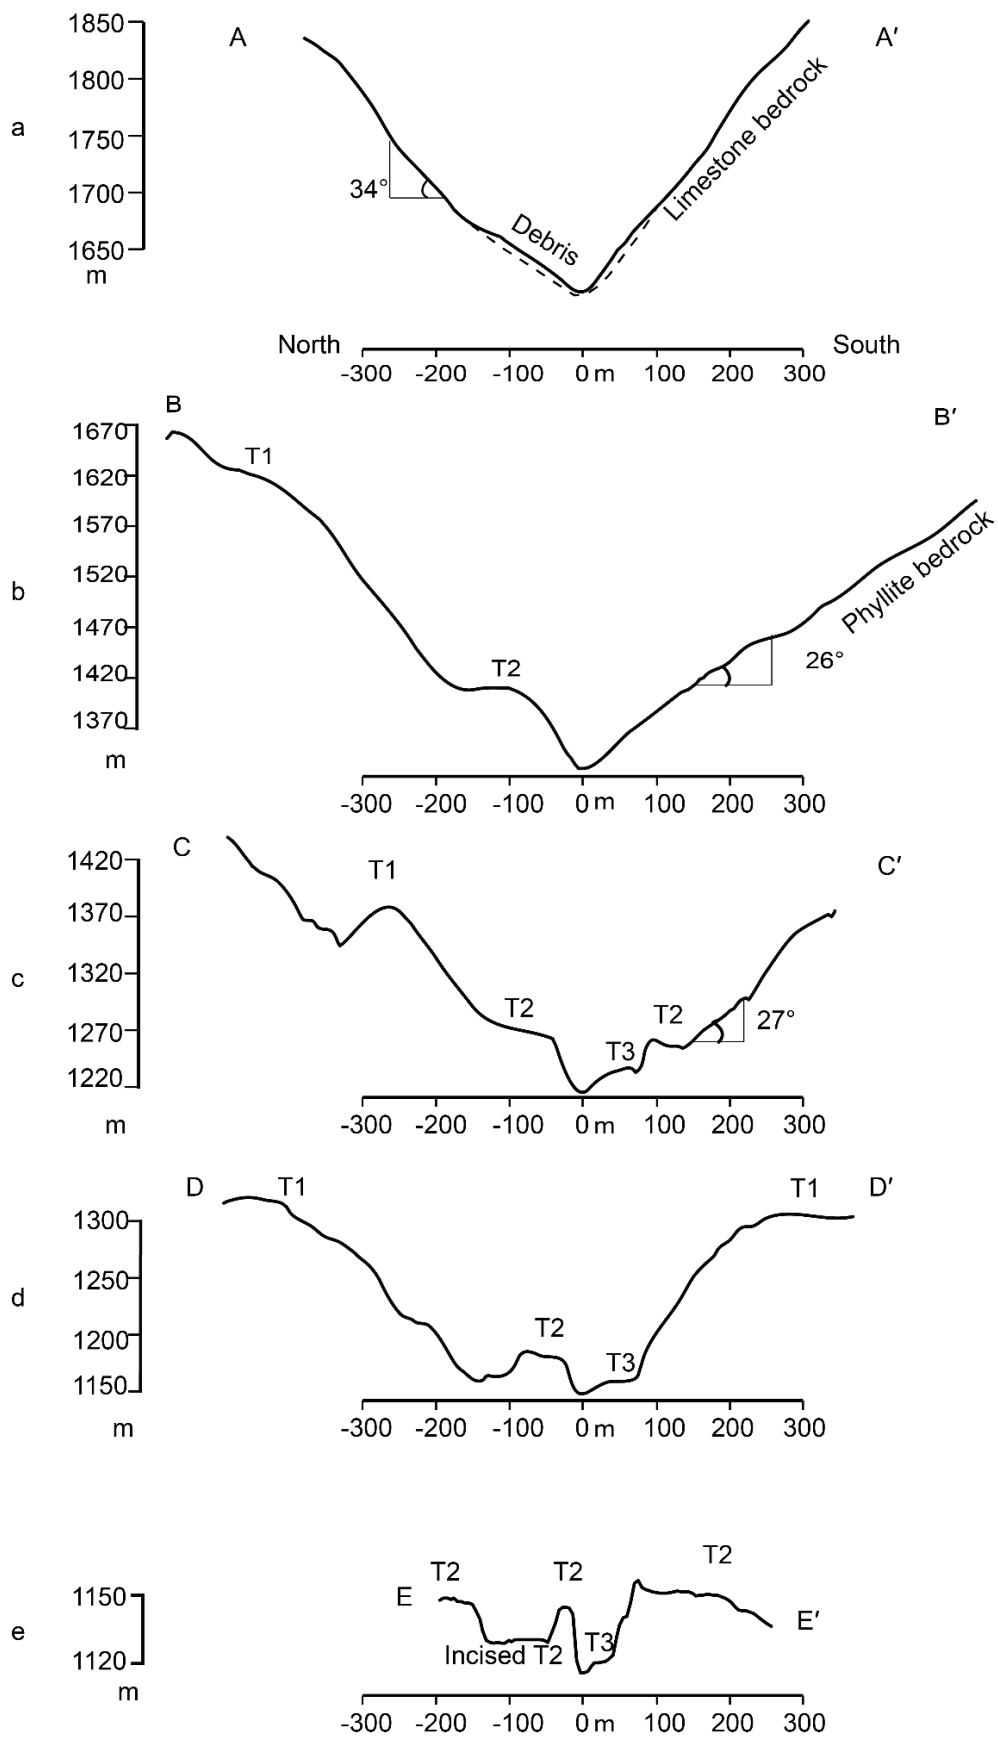 1850
A
A′
1800
a
1750
34°
1700
Limestone bedrock
Debris
1650
m
North
South
-300 -200 -100 0 m 100 200 300
B
B′
1670
T1
1620
1570
Phyllite bedrock
1520
b
1470
T2
26°
1420
1370
m
-300 -200 -100 0 m 100 200 300
C
C′
1420
T1
1370
c
1320
T2
T2
27°
1270
T3
1220
m
-300 -200 -100 0 m 100 200 300
D
T1
T1
D′
1300
1250
d
T2
1200
T3
1150
m
-300 -200 -100 0 m 100 200 300
T2
T2
T2
1150
E
E′
e
T3
Incised T2
1120
m
-300 -200 -100 0 m 100 200 300